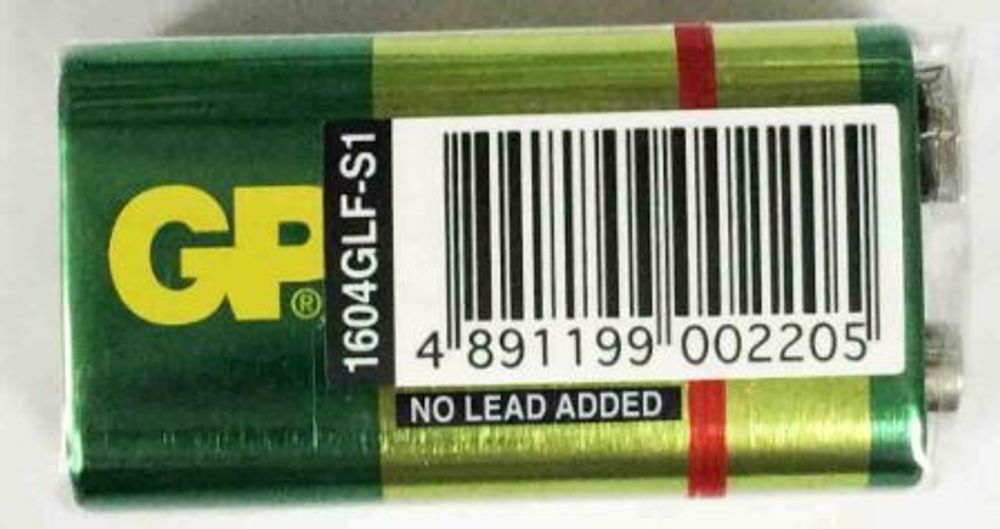 GP®
1604GLF-S1
4 891199 002205
NO LEAD ADDED